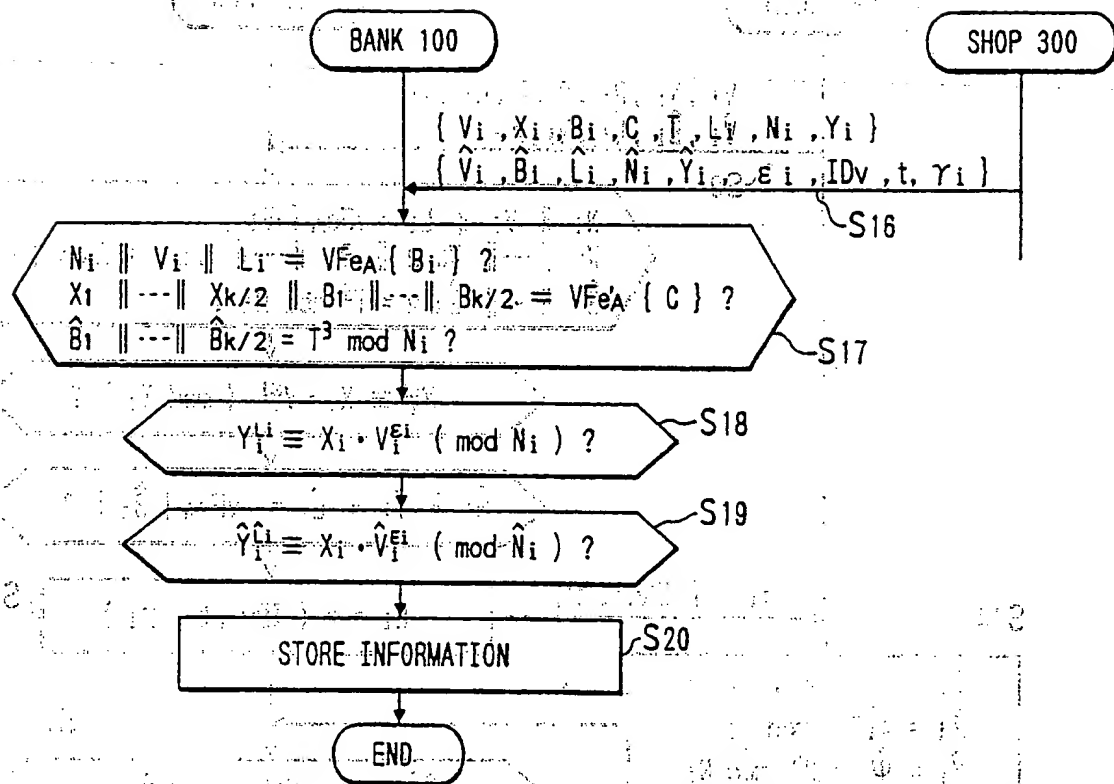 BANK 100
SHOP 300
{ Vi , Xi , Bi , C , T , Li , Ni , Yi }
{ V̂i , B̂i , L̂i , N̂i , Ŷi , εi , IDv , t, γi }
S16
Ni ‖ Vi ‖ Li = VFeA { Bi } ?
X1 ‖---‖ Xk/2 ‖ B1 ‖---‖ Bk/2 = VFe'A { C } ?
B̂1 ‖---‖ B̂k/2 = T³ mod Ni ?
S17
Yi^Li ≡ Xi · Vi^εi ( mod Ni ) ?
S18
Ŷi^L̂i ≡ Xi · V̂i^Ei ( mod N̂i ) ?
S19
STORE INFORMATION
S20
END